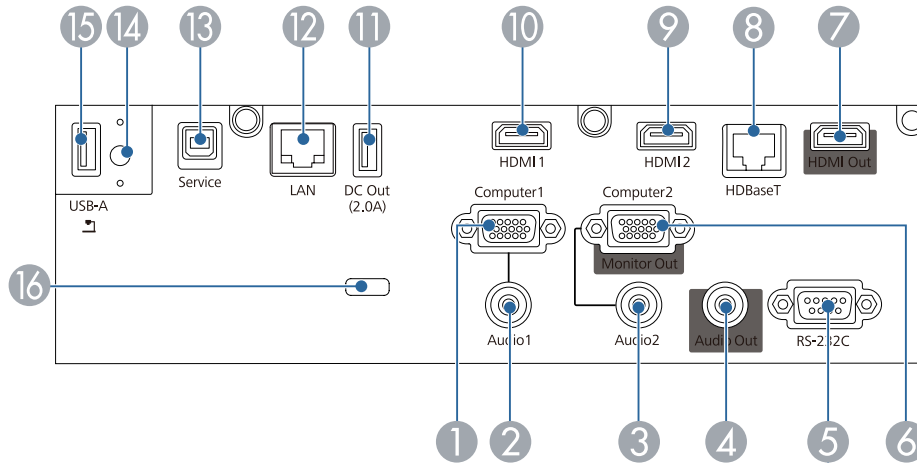 15 14 13 12 11 10 9 8 7
HDMI 1 HDMI 2 HDMI Out
Service LAN DC Out HDBaseT
(2.0A)
USB-A Computer1 Computer2
Monitor Out
16
Audio1 Audio2 Audio Out RS-232C
1 2 3 4 5 6